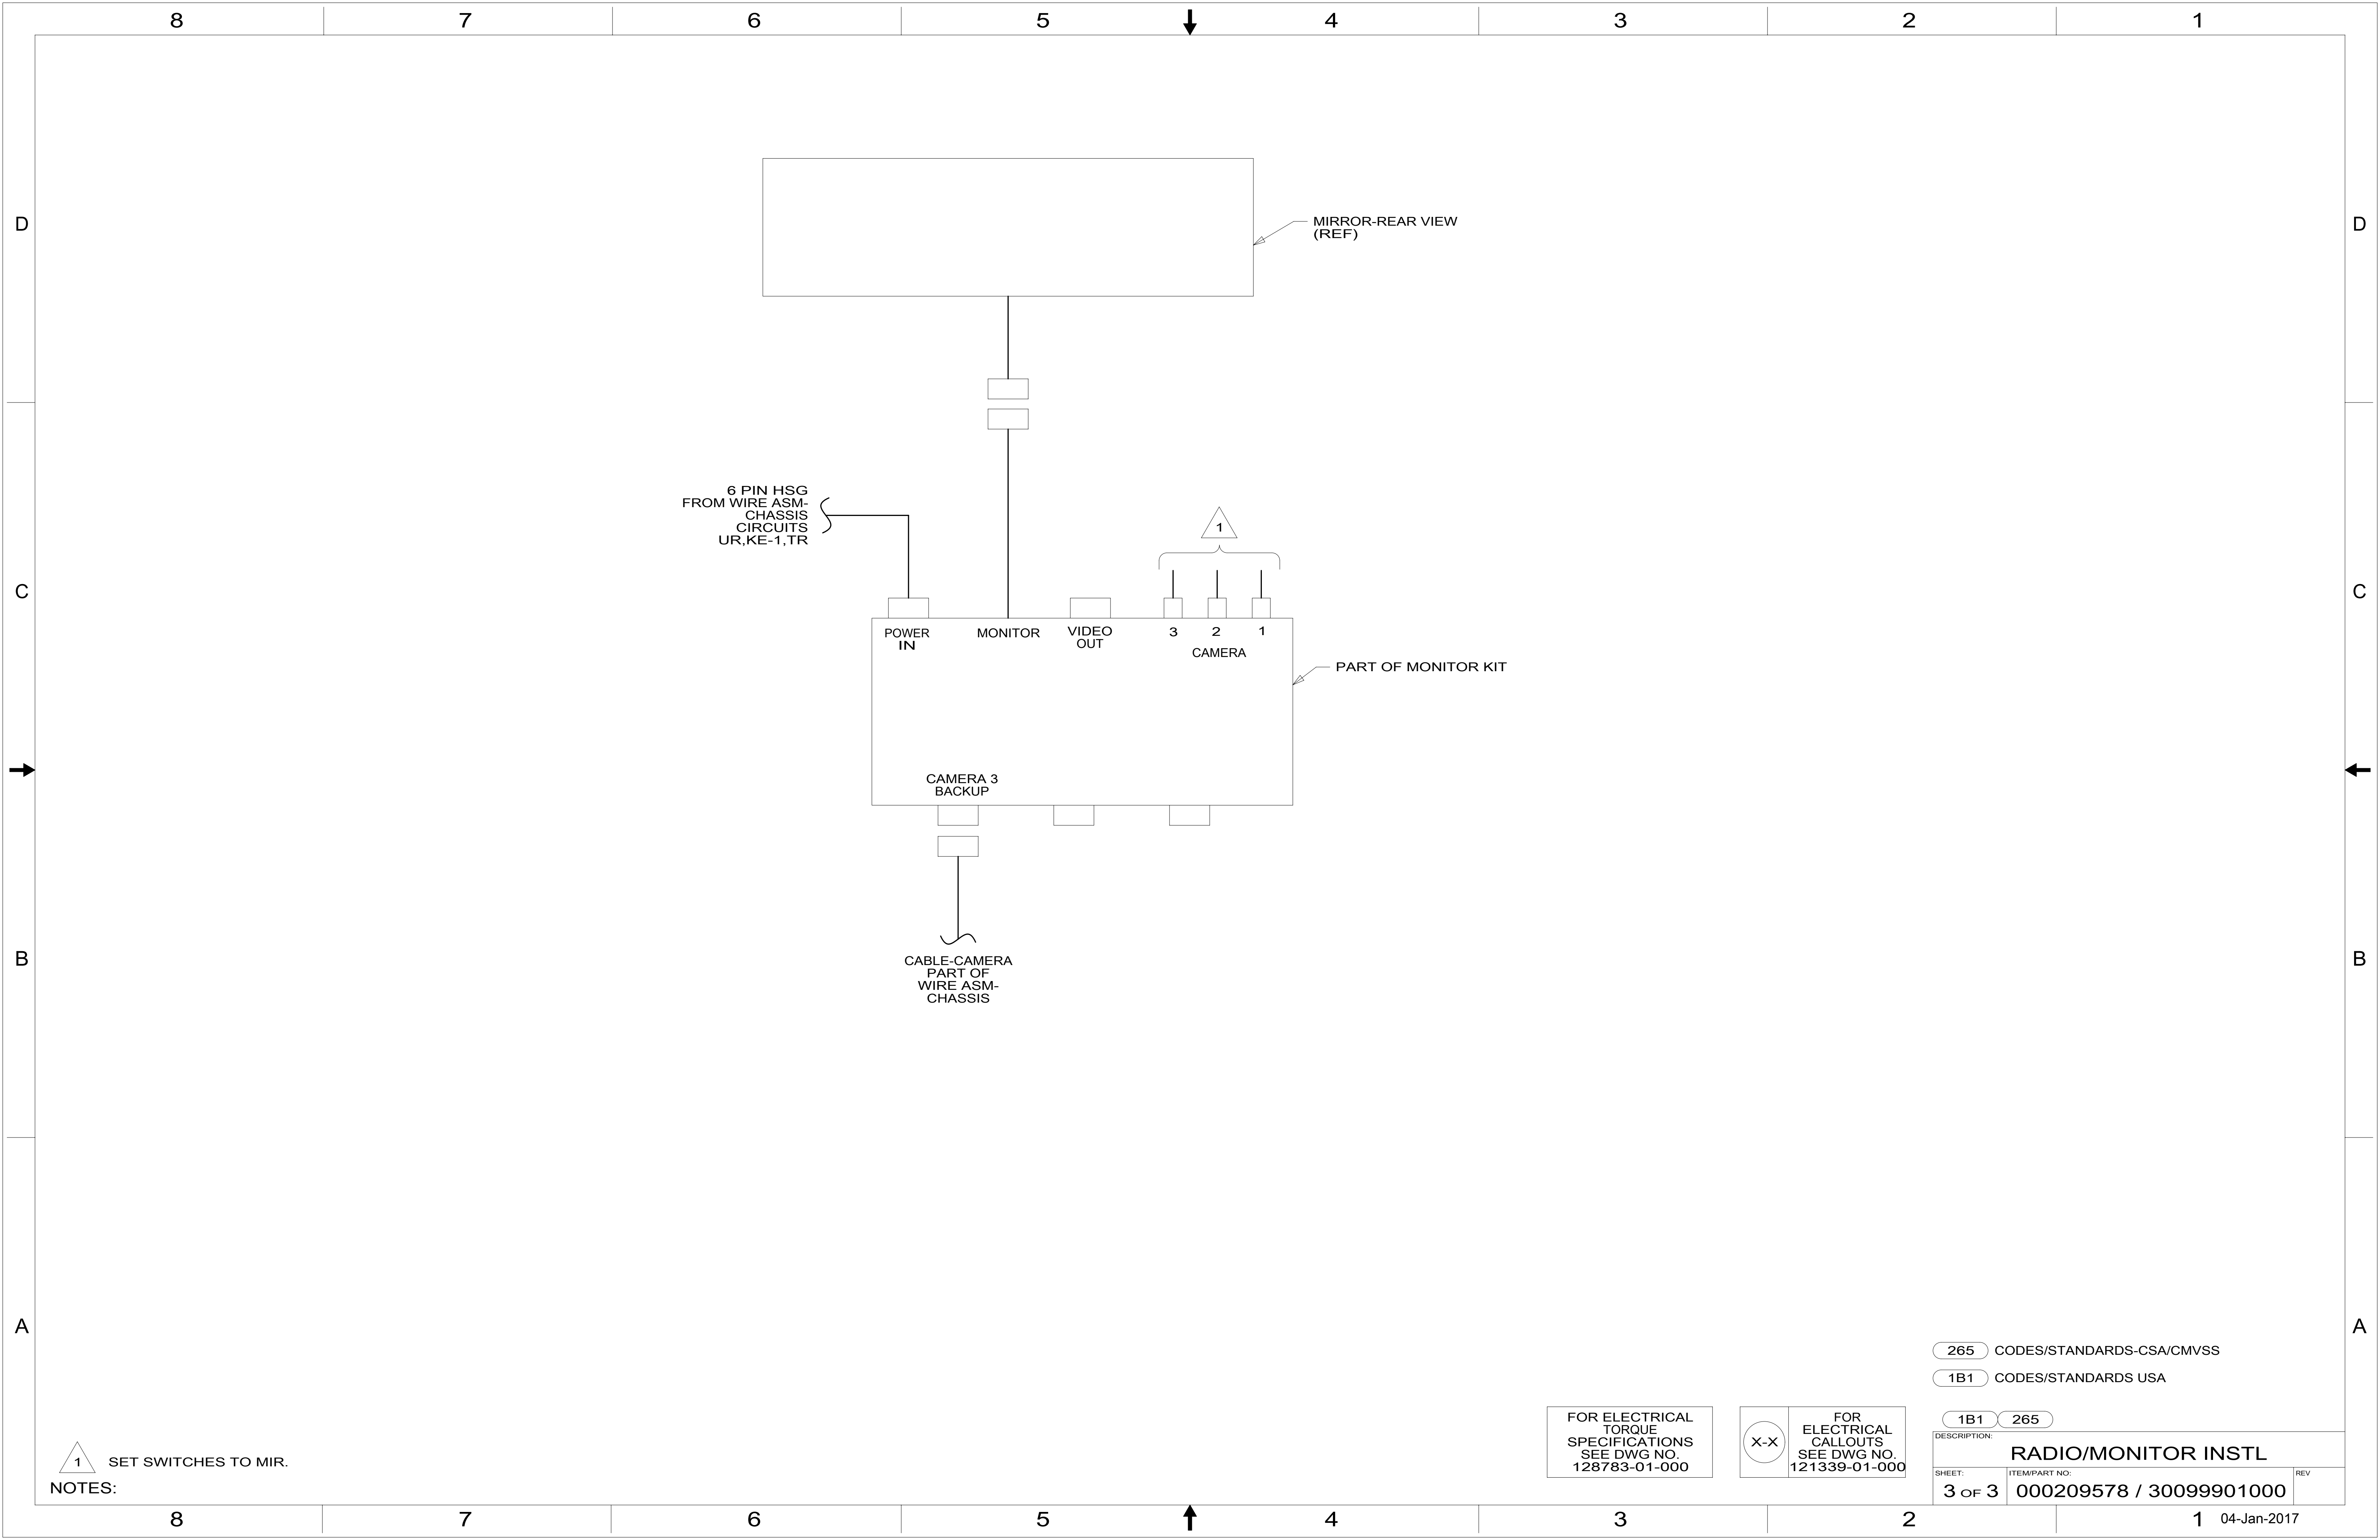 8 7 6 5 4 3 2 1
D D
MIRROR-REAR VIEW
(REF)
6 PIN HSG
FROM WIRE ASM-
CHASSIS
CIRCUITS
UR,KE-1,TR
1
C C
POWER
IN
MONITOR
VIDEO
OUT
3 2 1
CAMERA
PART OF MONITOR KIT
CAMERA 3
BACKUP
B B
CABLE-CAMERA
PART OF
WIRE ASM-
CHASSIS
A A
265 CODES/STANDARDS-CSA/CMVSS
1B1 CODES/STANDARDS USA
1 SET SWITCHES TO MIR.
NOTES:
FOR ELECTRICAL
TORQUE
SPECIFICATIONS
SEE DWG NO.
128783-01-000
X-X
FOR
ELECTRICAL
CALLOUTS
SEE DWG NO.
121339-01-000
1B1 265
DESCRIPTION:
RADIO/MONITOR INSTL
SHEET:
3 OF 3
ITEM/PART NO:
000209578 / 30099901000
REV
8 7 6 5 4 3 2 1
04-Jan-2017